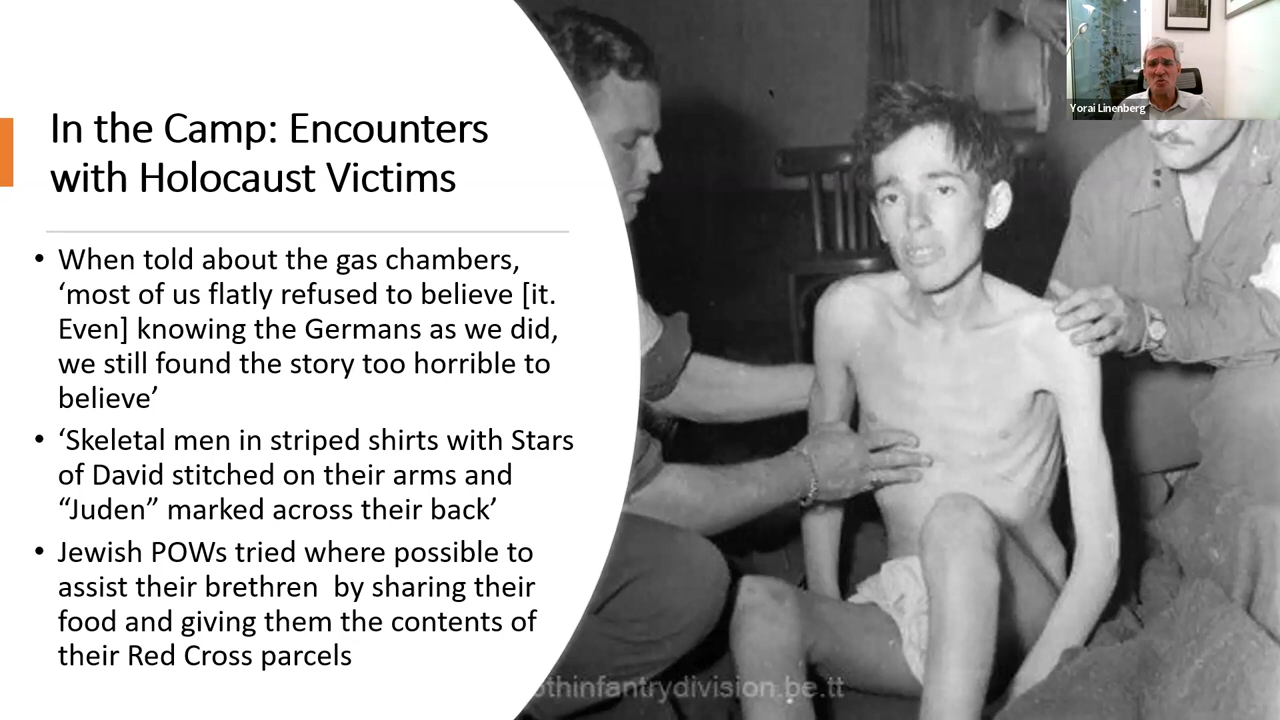 Yorai Linenberg
In the Camp: Encounters
with Holocaust Victims
• When told about the gas chambers,
‘most of us flatly refused to believe [it.
Even] knowing the Germans as we did,
we still found the story too horrible to
believe’
• ‘Skeletal men in striped shirts with Stars
of David stitched on their arms and
“Juden” marked across their back’
• Jewish POWs tried where possible to
assist their brethren by sharing their
food and giving them the contents of
their Red Cross parcels
thinfantrydivision.be.tt